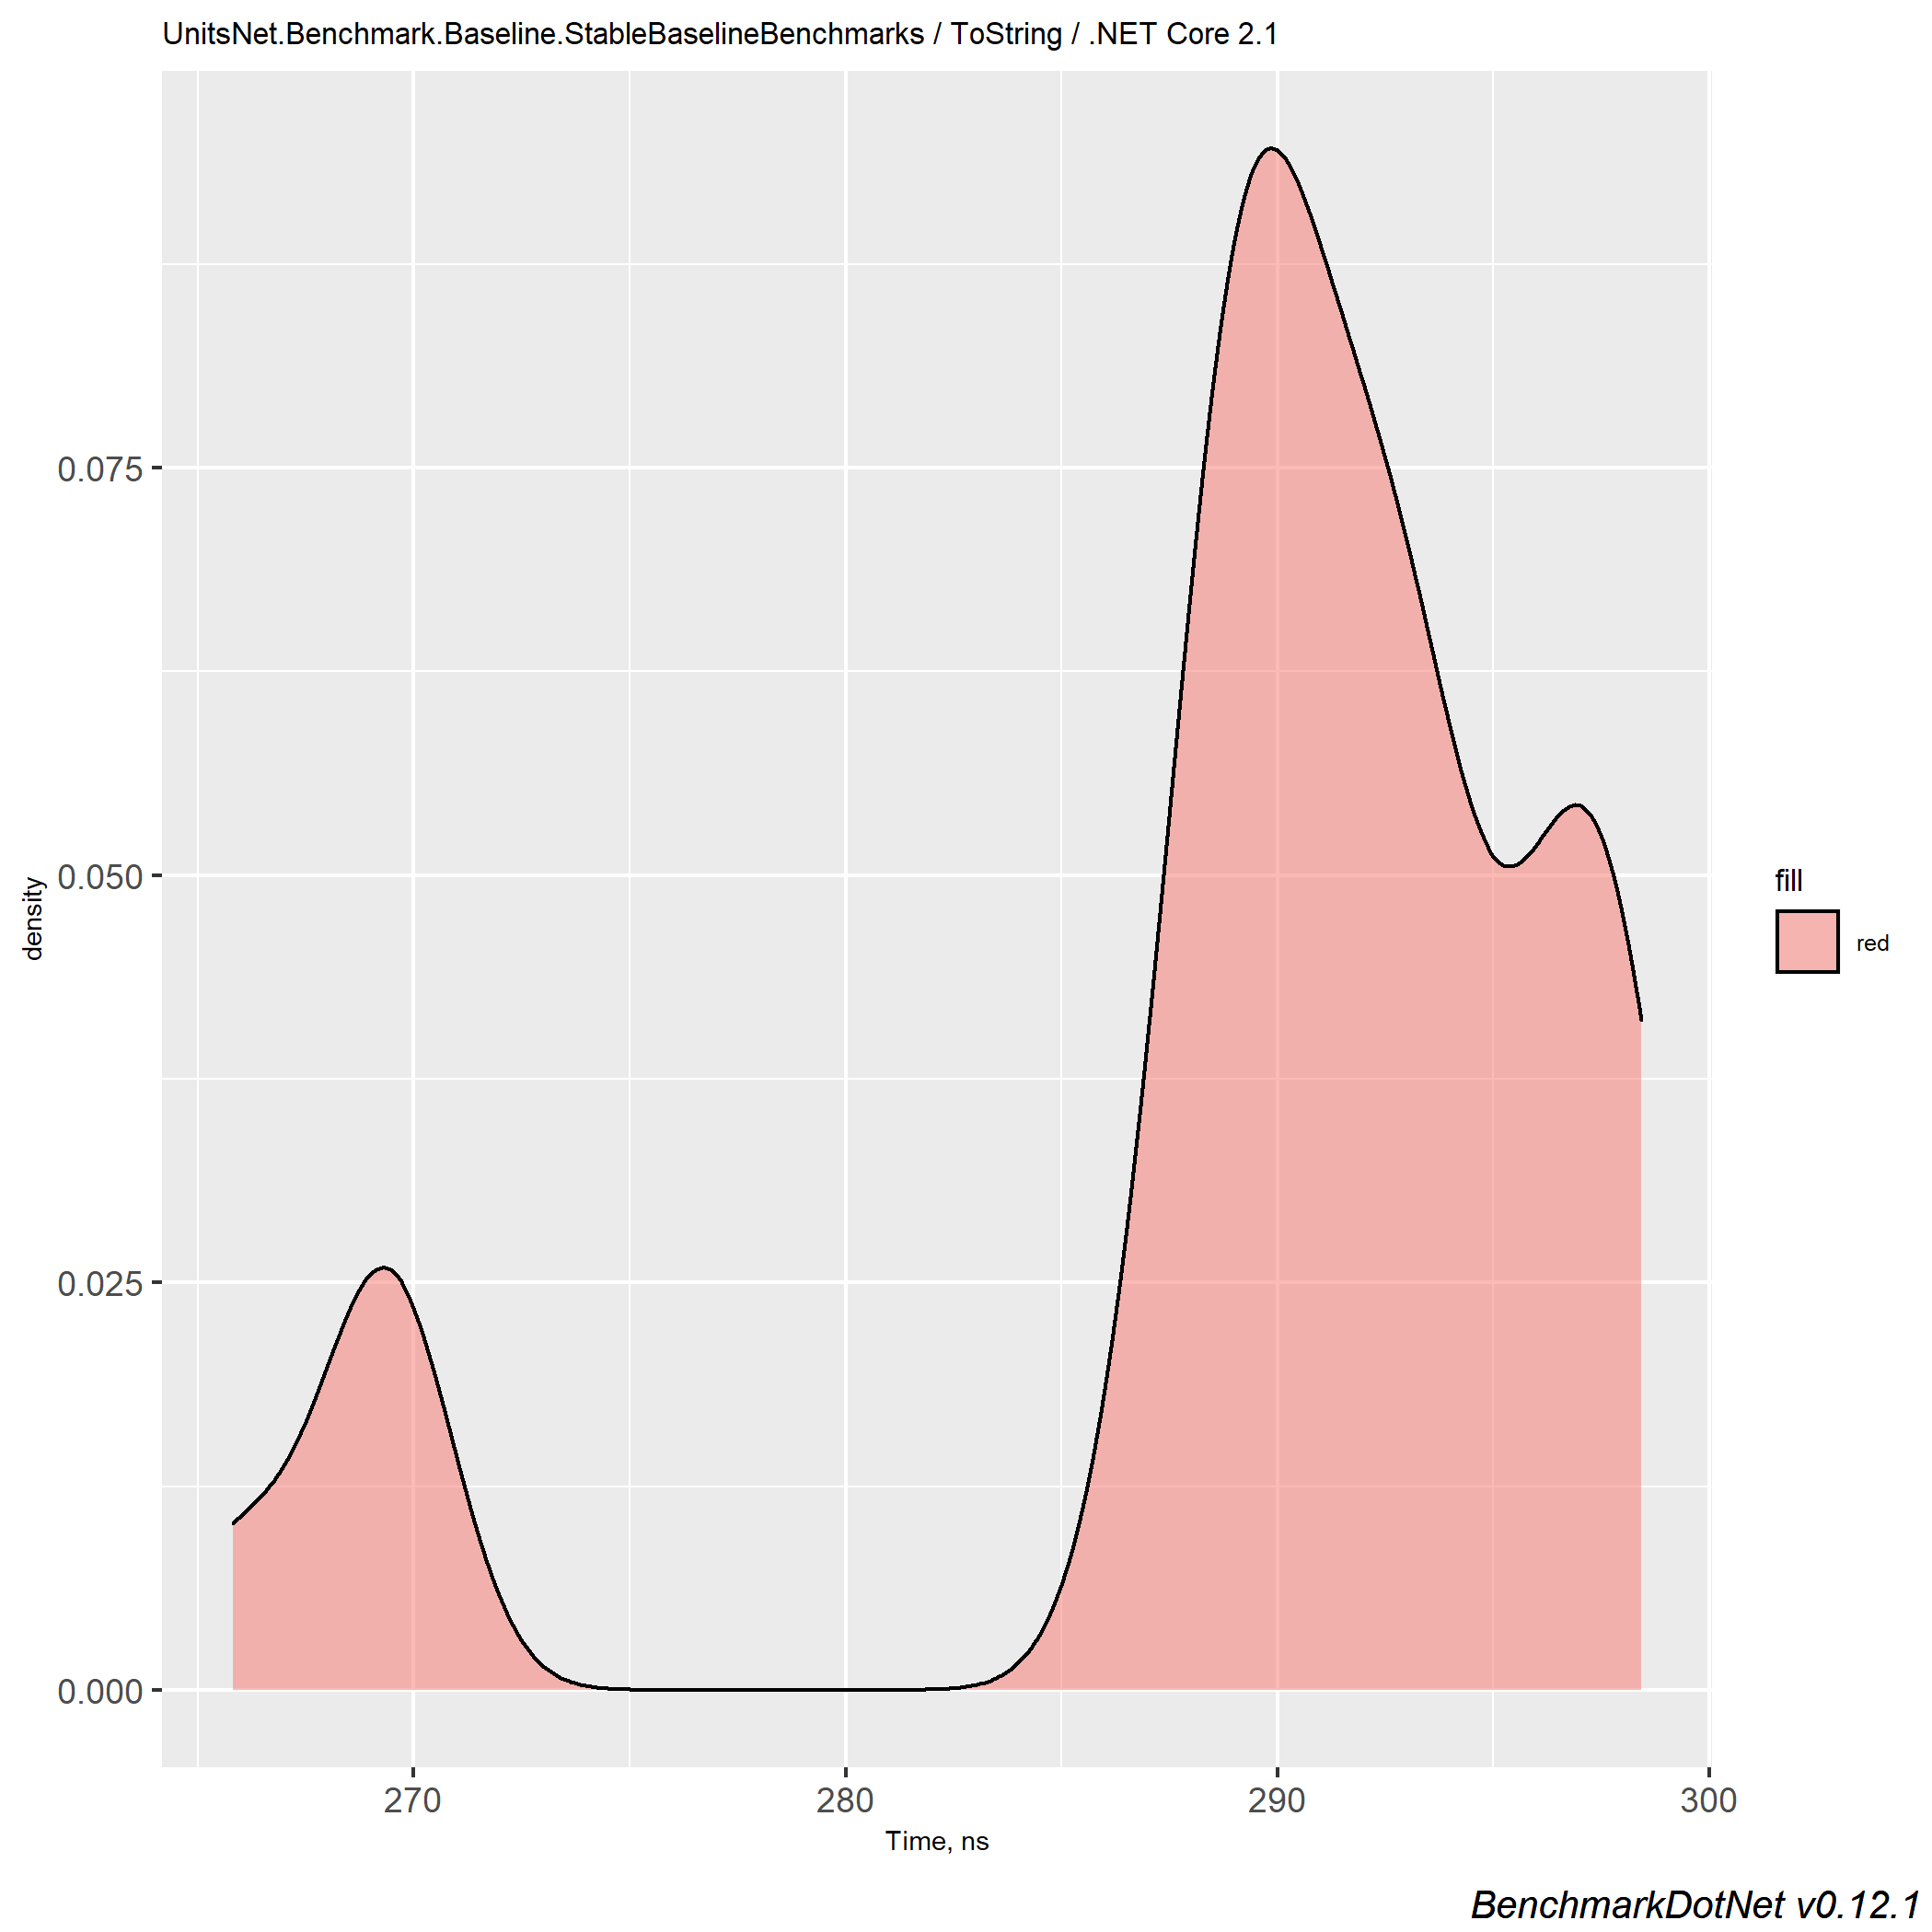 UnitsNet.Benchmark.Baseline.StableBaselineBenchmarks / ToString / .NET Core 2.1
0.075
0.050
0.025
0.000
density
270 280 290 300
Time, ns
fill
red
BenchmarkDotNet v0.12.1